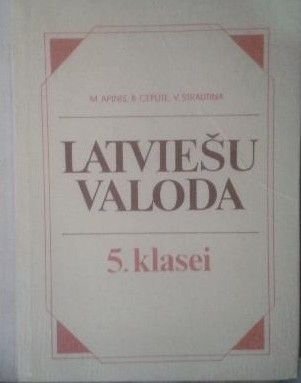 M. APINIS, B. CEPLĪTE, V. STRAUTIŅA
LATVIEŠU
VALODA
5. klasei